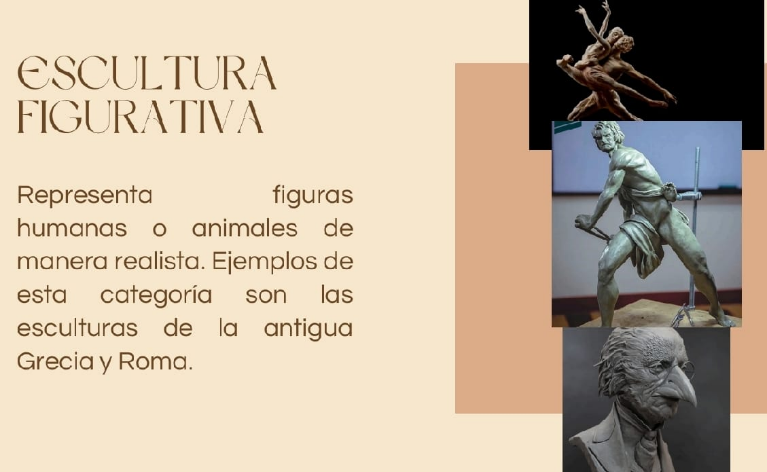 ESCULTURA
FIGURATIVA
Representa figuras
humanas o animales de
manera realista. Ejemplos de
esta categoría son las
esculturas de la antigua
Grecia y Roma.